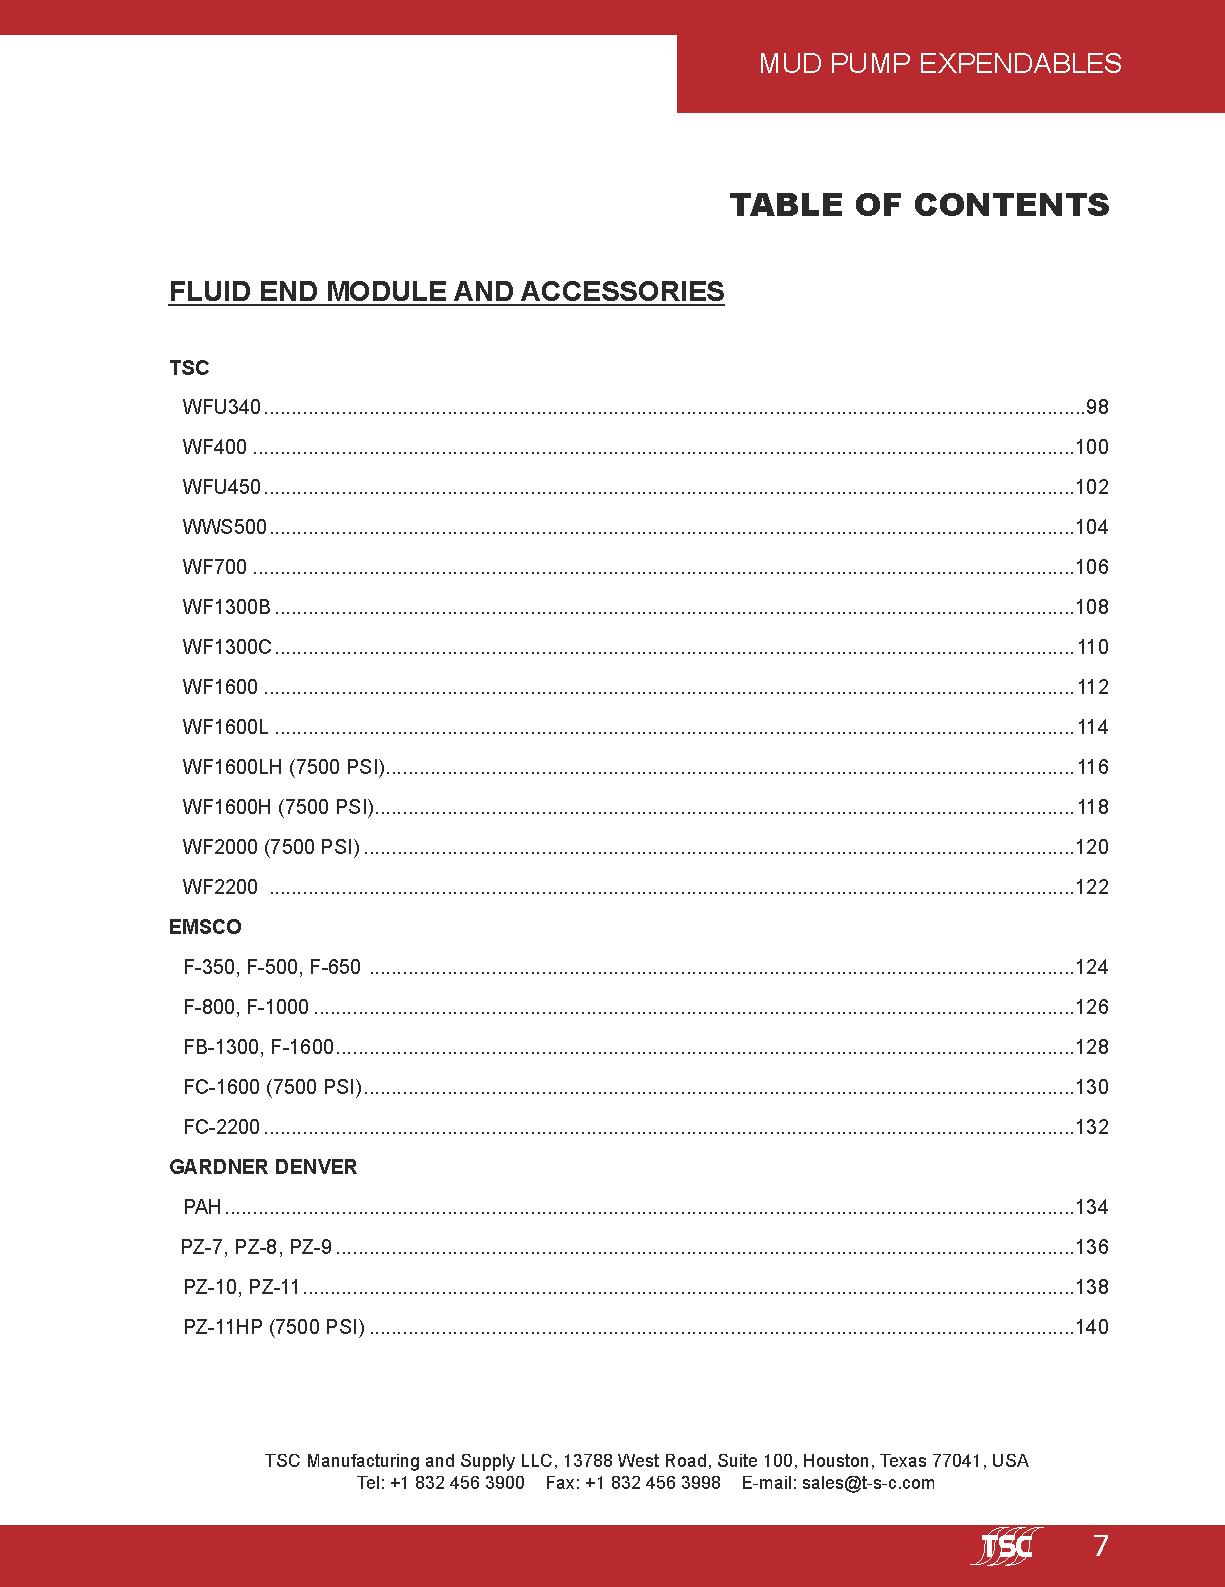 MUD PUMP EXPENDABLES
TABLE OF CONTENTS
FLUID END MODULE AND ACCESSORIES
TSC
WFU340........................................................98
WF400 ........................................................100
WFU450........................................................102
WWS500........................................................104
WF700 ........................................................106
WF1300B........................................................108
WF1300C........................................................110
WF1600 ........................................................112
WF1600L ........................................................114
WF1600LH (7500 PSI)........................................................116
WF1600H (7500 PSI)........................................................118
WF2000 (7500 PSI)........................................................120
WF2200 ........................................................122
EMSCO
F-350, F-500, F-650 ........................................................124
F-800, F-1000........................................................126
FB-1300, F-1600........................................................128
FC-1600 (7500 PSI)........................................................130
FC-2200........................................................132
GARDNER DENVER
PAH........................................................134
PZ-7, PZ-8, PZ-9........................................................136
PZ-10, PZ-11........................................................138
PZ-11HP (7500 PSI)........................................................140
TSC Manufacturing and Supply LLC, 13788 West Road, Suite 100, Houston, Texas 77041, USA
Tel: +1 832 456 3900 Fax: +1 832 456 3998 E-mail: sales@t-s-c.com
TSC 7